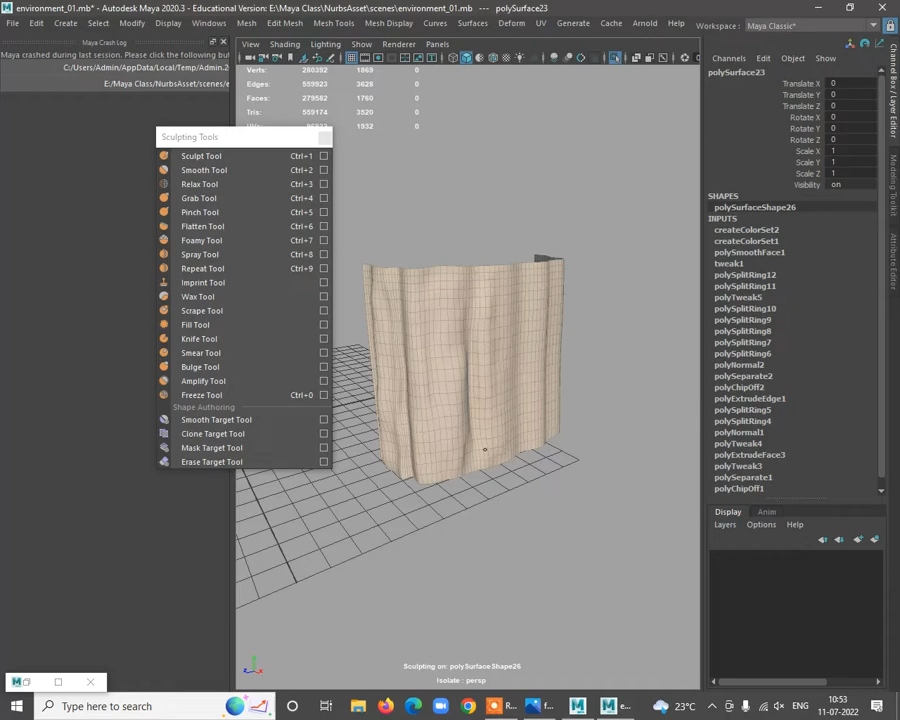 environment_01.mb* - Autodesk Maya 2020.3 - Educational Version: E:\Maya Class\NurbsAsset\scenes\environment_01.mb --- polySurface23
File Edit Create Select Modify Display Windows Mesh Edit Mesh Mesh Tools Mesh Display Curves Surfaces Deform UV Generate Cache Arnold Help Workspace : Maya Classic*
Maya Crash Log
Maya crashed during last session. Please click the following button
C:/Users/Admin/AppData/Local/Temp/Admin.2
E:/Maya Class/NurbsAsset/scenes/e
View Shading Lighting Show Renderer Panels
Verts: 280392 1869 0
Edges: 559923 3628 0
Faces: 279582 1760 0
Tris: 559174 3520 0
1932 0
Sculpting Tools
Sculpt Tool Ctrl+1
Smooth Tool Ctrl+2
Relax Tool Ctrl+3
Grab Tool Ctrl+4
Pinch Tool Ctrl+5
Flatten Tool Ctrl+6
Foamy Tool Ctrl+7
Spray Tool Ctrl+8
Repeat Tool Ctrl+9
Imprint Tool
Wax Tool
Scrape Tool
Fill Tool
Knife Tool
Smear Tool
Bulge Tool
Amplify Tool
Freeze Tool Ctrl+0
Shape Authoring
Smooth Target Tool
Clone Target Tool
Mask Target Tool
Erase Target Tool
Sculpting on: polySurfaceShape26
Isolate : persp
Channels Edit Object Show
polySurface23
Translate X 0
Translate Y 0
Translate Z 0
Rotate X 0
Rotate Y 0
Rotate Z 0
Scale X 1
Scale Y 1
Scale Z 1
Visibility on
SHAPES
polySurfaceShape26
INPUTS
createColorSet2
createColorSet1
polySmoothFace1
tweak1
polySplitRing12
polySplitRing11
polyTweak5
polySplitRing10
polySplitRing9
polySplitRing8
polySplitRing7
polySplitRing6
polyNormal2
polySeparate2
polyChipOff2
polyExtrudeEdge1
polySplitRing5
polySplitRing4
polyNormal1
polyTweak4
polyExtrudeFace3
polyTweak3
polySeparate1
polyChipOff1
Display Anim
Layers Options Help
Channel Box / Layer Editor
Modeling Toolkit
Attribute Editor
Type here to search
R...
f...
e...
23°C
ENG
10:53
11-07-2022